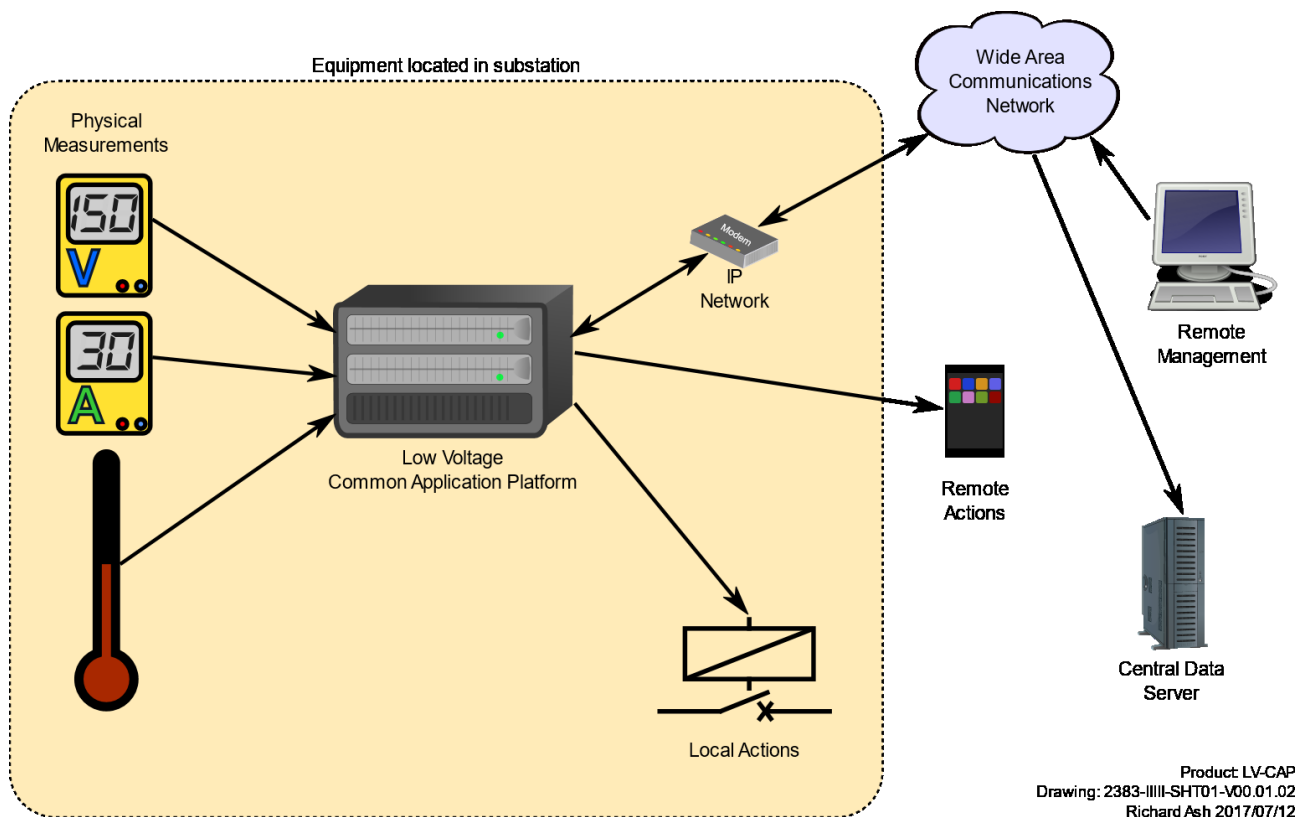 Equipment located in substation
Physical
Measurements
150
V
30
A
Low Voltage
Common Application Platform
Modem
IP
Network
Wide Area
Communications
Network
Remote
Management
Remote
Actions
Central Data
Server
Local Actions
Product: LV-CAP
Drawing: 2383-IIIII-SHT01-V00.01.02
Richard Ash 2017/07/12